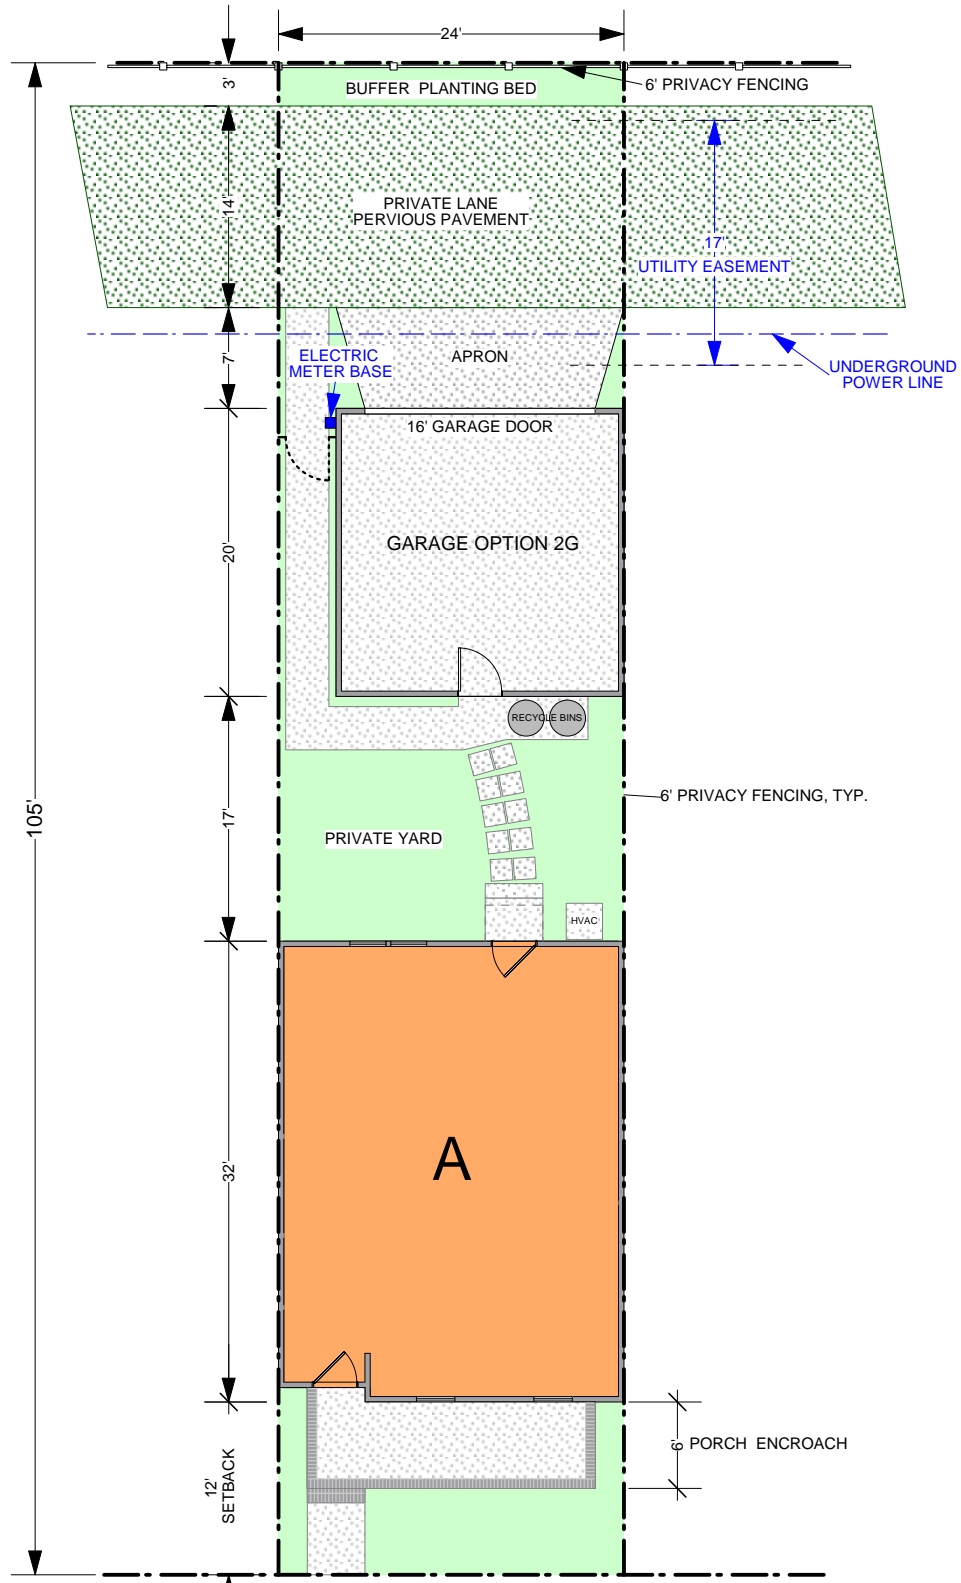 24'
3'
BUFFER PLANTING BED
6' PRIVACY FENCING
14'
PRIVATE LANE
PERVIOUS PAVEMENT
17'
UTILITY EASEMENT
7'
ELECTRIC
METER BASE
APRON
UNDERGROUND
POWER LINE
16' GARAGE DOOR
20'
GARAGE OPTION 2G
RECYCLE BINS
105'
17'
6' PRIVACY FENCING, TYP.
PRIVATE YARD
HVAC
32'
A
12'
SETBACK
6'
PORCH ENCROACH